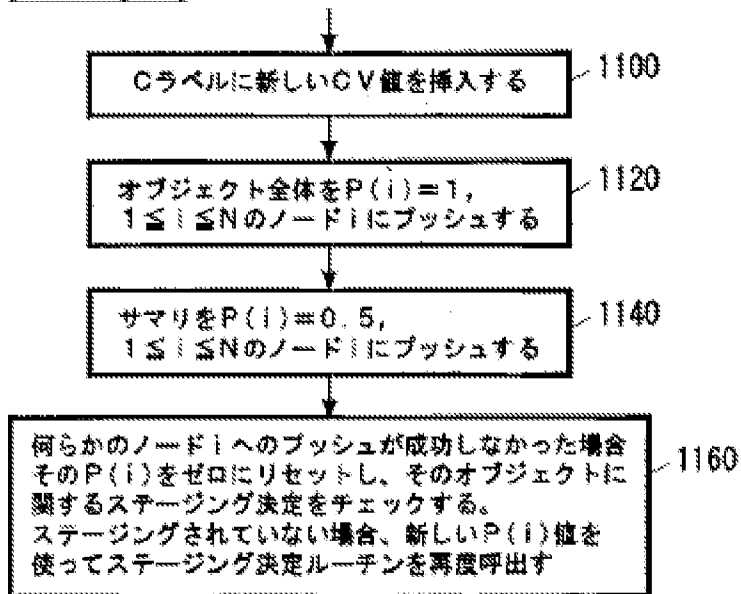 Cラベルに新しいCV値を挿入する
1100
オブジェクト全体をP(i)=1,
1≦i≦Nのノードiにプッシュする
1120
サマリをP(i)=0.5,
1≦i≦Nのノードiにプッシュする
1140
何らかのノードiへのプッシュが成功しなかった場合
そのP(i)をゼロにリセットし、そのオブジェクトに
関するステージング決定をチェックする。
ステージングされていない場合、新しいP(i)値を
使ってステージング決定ルーチンを再度呼出す
1160